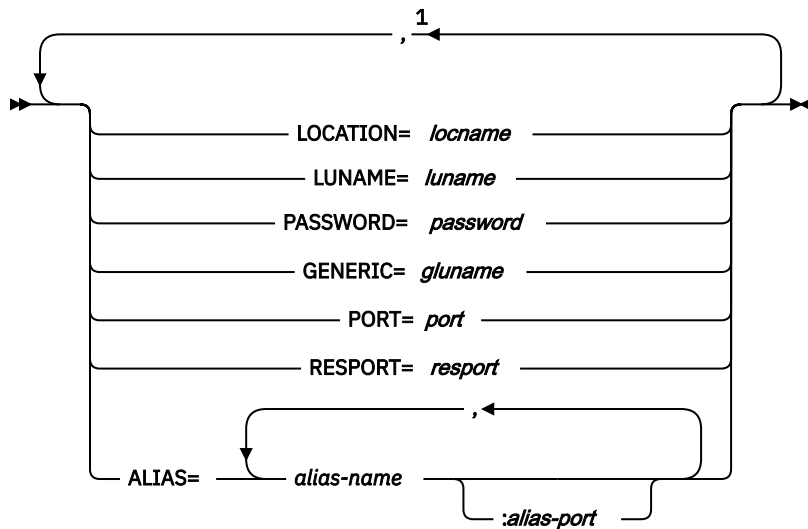 , 1
LOCATION= locname
LUNAME= luname
PASSWORD= password
GENERIC= gluname
PORT= port
RESPORT= resport
,
ALIAS= alias-name
:alias-port